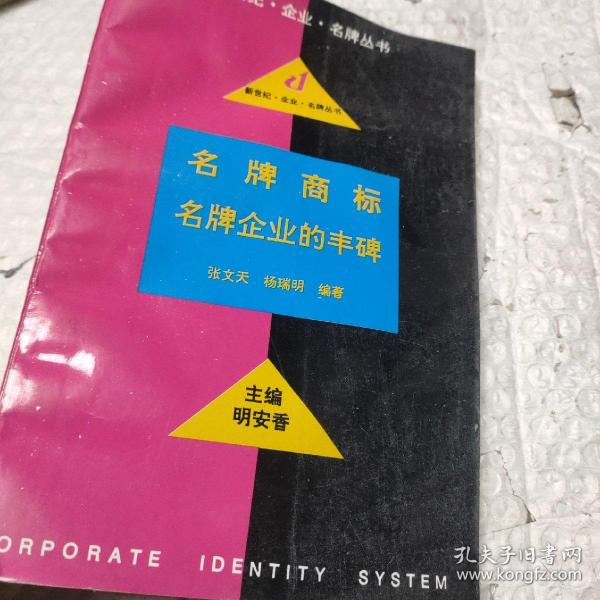 纪·企业·名牌丛书
新世纪·企业·名牌丛书
名牌商标
名牌企业的丰碑
张文天 杨瑞明 编著
主编
明安香
ORPORATE IDENTITY SYSTEM
孔夫子旧书网
www.kongfz.com